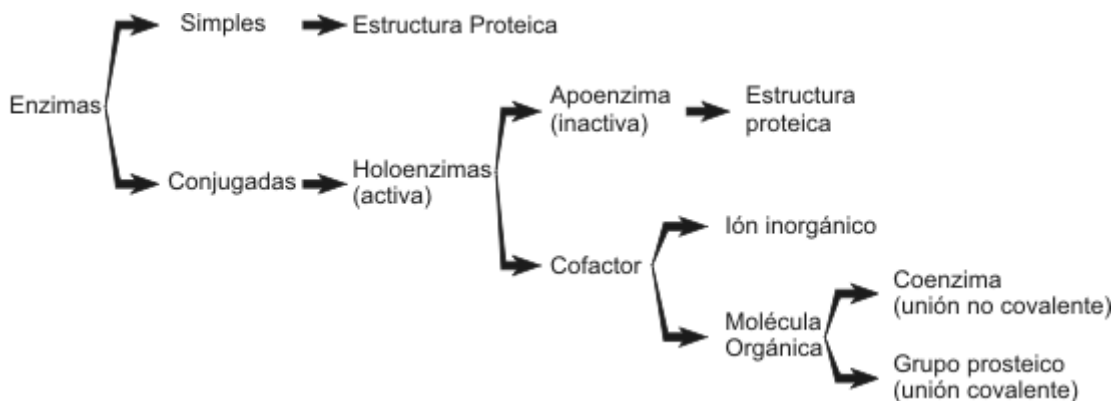 Simples
Estructura Proteica
Enzimas
Apoenzima
(inactiva)
Estructura
proteica
Conjugadas
Holoenzimas
(activa)
Ión inorgánico
Cofactor
Coenzima
(unión no covalente)
Molécula
Orgánica
Grupo prosteico
(unión covalente)